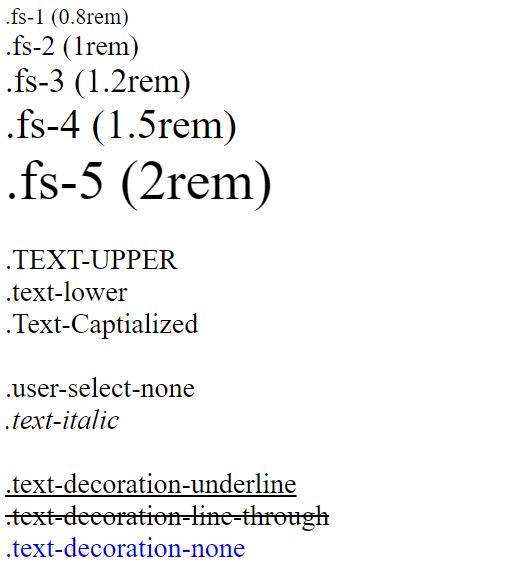 .fs-1 (0.8rem)
.fs-2 (1rem)
.fs-3 (1.2rem)
.fs-4 (1.5rem)
.fs-5 (2rem)
.TEXT-UPPER
.text-lower
.Text-Captialized
.user-select-none
.text-italic
.text-decoration-underline
.text-decoration-line-through
.text-decoration-none